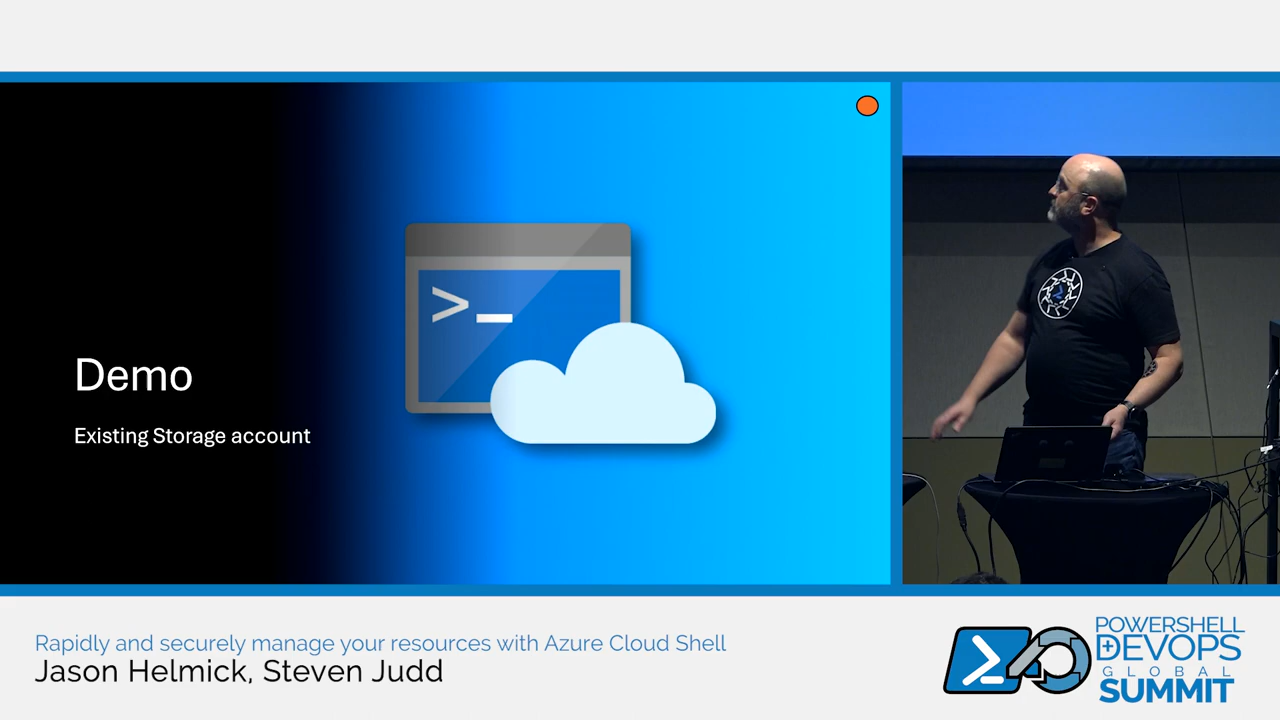 >_
Demo
Existing Storage account
Rapidly and securely manage your resources with Azure Cloud Shell
Jason Helmick, Steven Judd
POWERSHELL
+DEVOPS
GLOBAL
SUMMIT